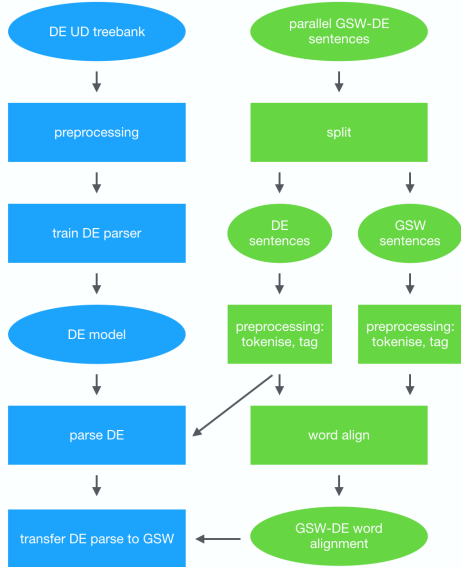 DE UD treebank
parallel GSW-DE
sentences
preprocessing
split
train DE parser
DE
sentences
GSW
sentences
DE model
preprocessing:
tokenise, tag
preprocessing:
tokenise, tag
parse DE
word align
transfer DE parse to GSW
GSW-DE word
alignment